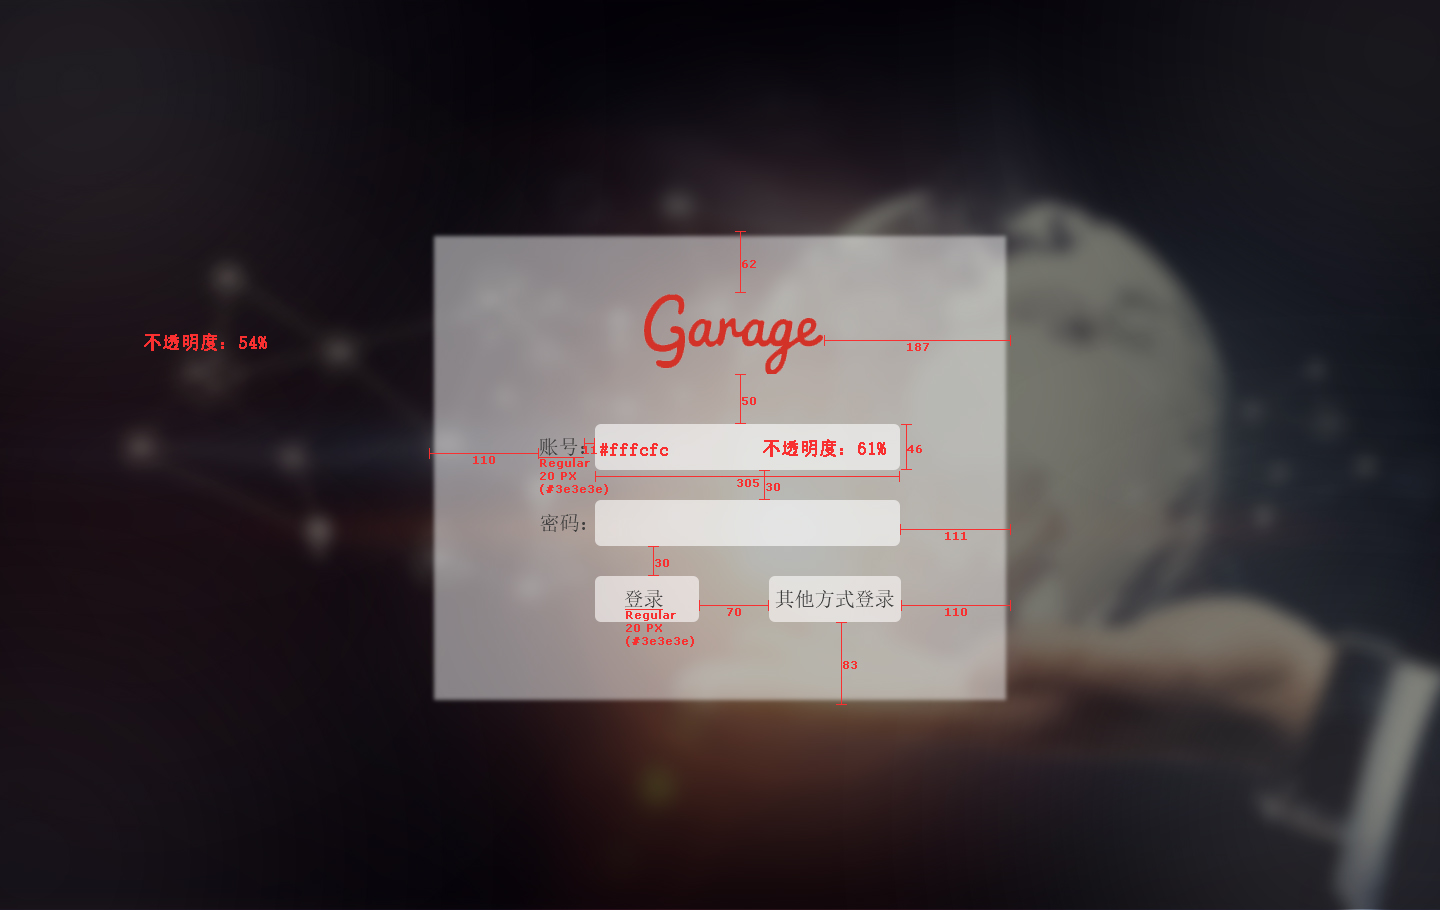 62
Garage
187
不透明度：54%
50
账号：
11
#fffcfc
不透明度：61%
46
110
Regular
20 PX
(#3e3e3e)
305
30
密码：
111
30
登录
其他方式登录
Regular
20 PX
(#3e3e3e)
70
110
83